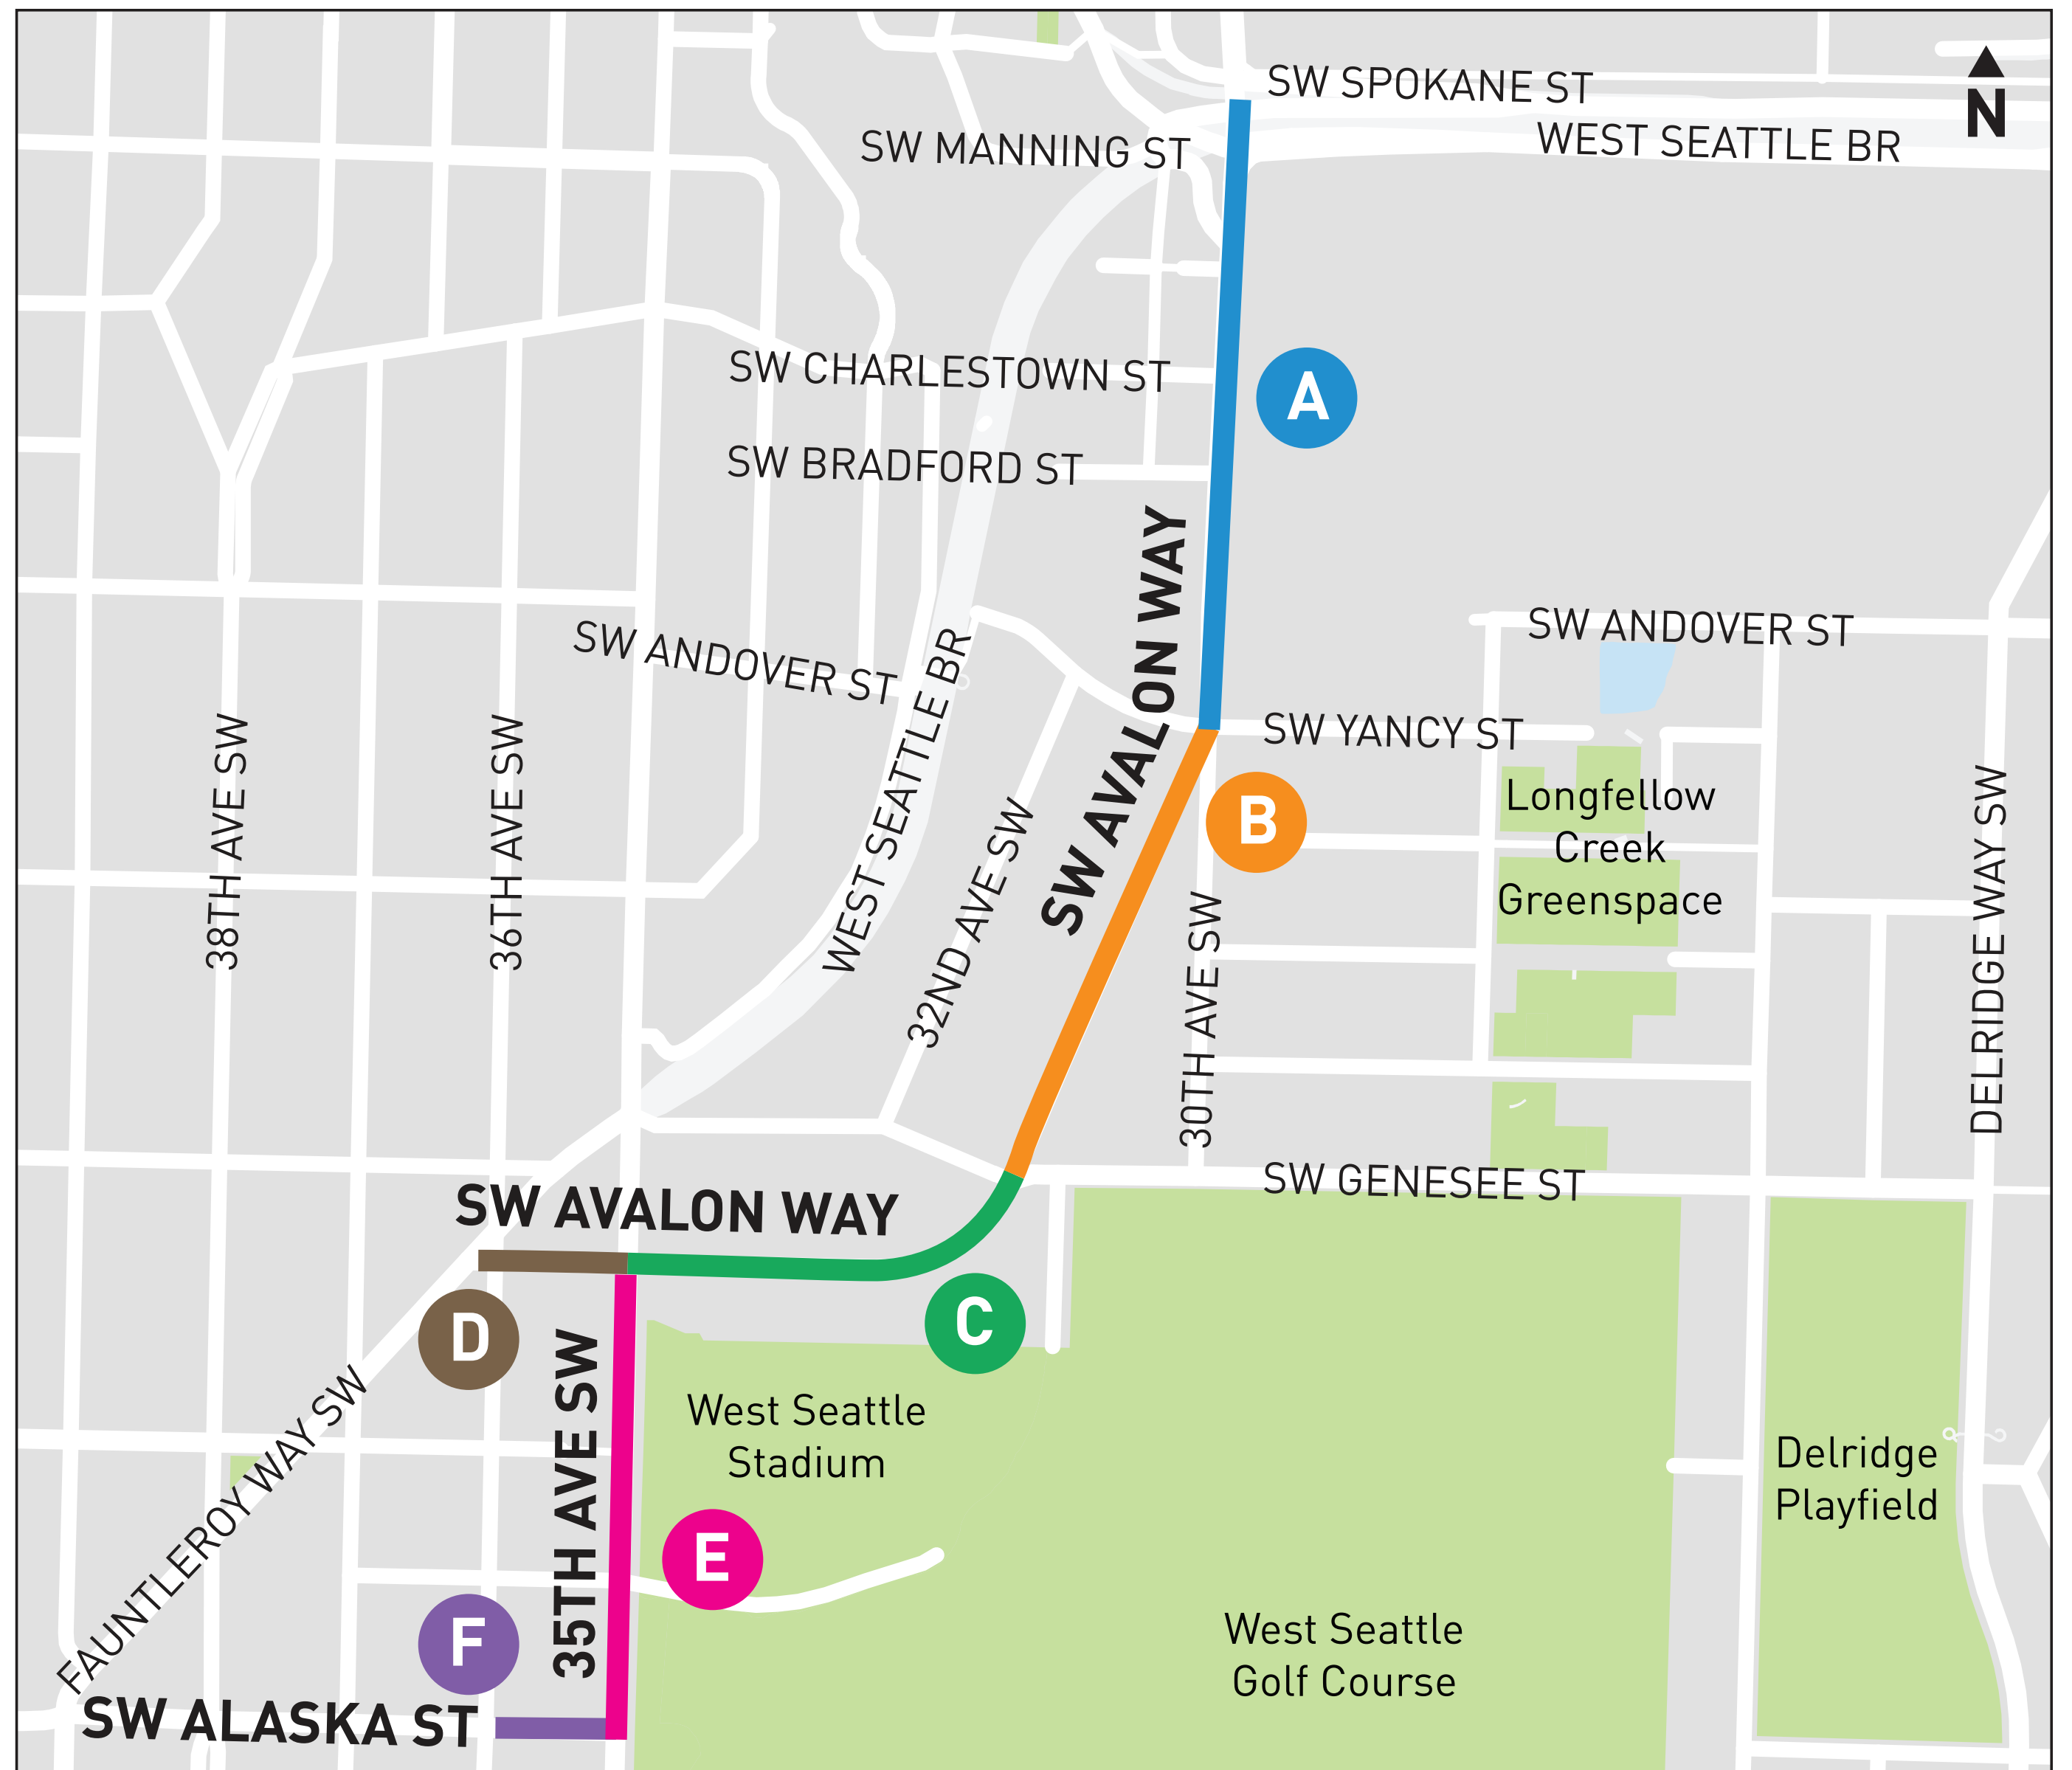 SW SPOKANE ST
N
WEST SEATTLE BR
SW MANNING ST
SW CHARLESTOWN ST
A
SW BRADFORD ST
SW AVALON WAY
SW ANDOVER ST
SW ANDOVER ST
WEST SEATTLE BR
SW YANCY ST
38TH AVE SW
36TH AVE SW
32ND AVE SW
B
Longfellow
Creek
Greenspace
30TH AVE SW
DELRIDGE WAY SW
SW GENESEE ST
SW AVALON WAY
D
C
35TH AVE SW
FAUNTLEROY WAY SW
West Seattle
Stadium
Delridge
Playfield
E
F
West Seattle
Golf Course
SW ALASKA ST